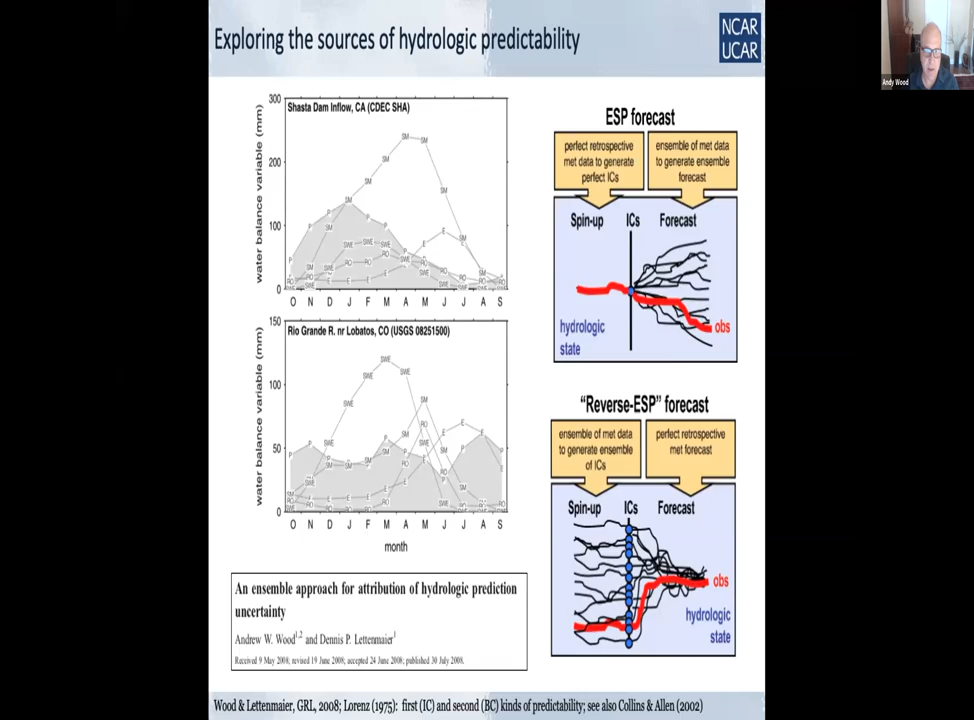 Exploring the sources of hydrologic predictability
NCAR
UCAR
Andy Wood
Shasta Dam Inflow, CA (CDEC SHA)
water balance variable (mm)
300
200
100
0
O N D J F M A M J J A S
Rio Grande R. nr Lobatos, CO (USGS 08251500)
water balance variable (mm)
150
100
50
0
O N D J F M A M J J A S
month
An ensemble approach for attribution of hydrologic prediction
uncertainty
Andrew W. Wood1,2 and Dennis P. Lettenmaier1
Received 9 May 2008; revised 19 June 2008; accepted 24 June 2008; published 30 July 2008.
ESP forecast
perfect retrospective
met data to generate
perfect ICs
ensemble of met data
to generate ensemble
forecast
Spin-up ICs Forecast
hydrologic
state
obs
“Reverse-ESP” forecast
ensemble of met data
to generate ensemble
of ICs
perfect retrospective
met forecast
Spin-up ICs Forecast
obs
hydrologic
state
Wood & Lettenmaier, GRL, 2008; Lorenz (1975): first (IC) and second (BC) kinds of predictability; see also Collins & Allen (2002)